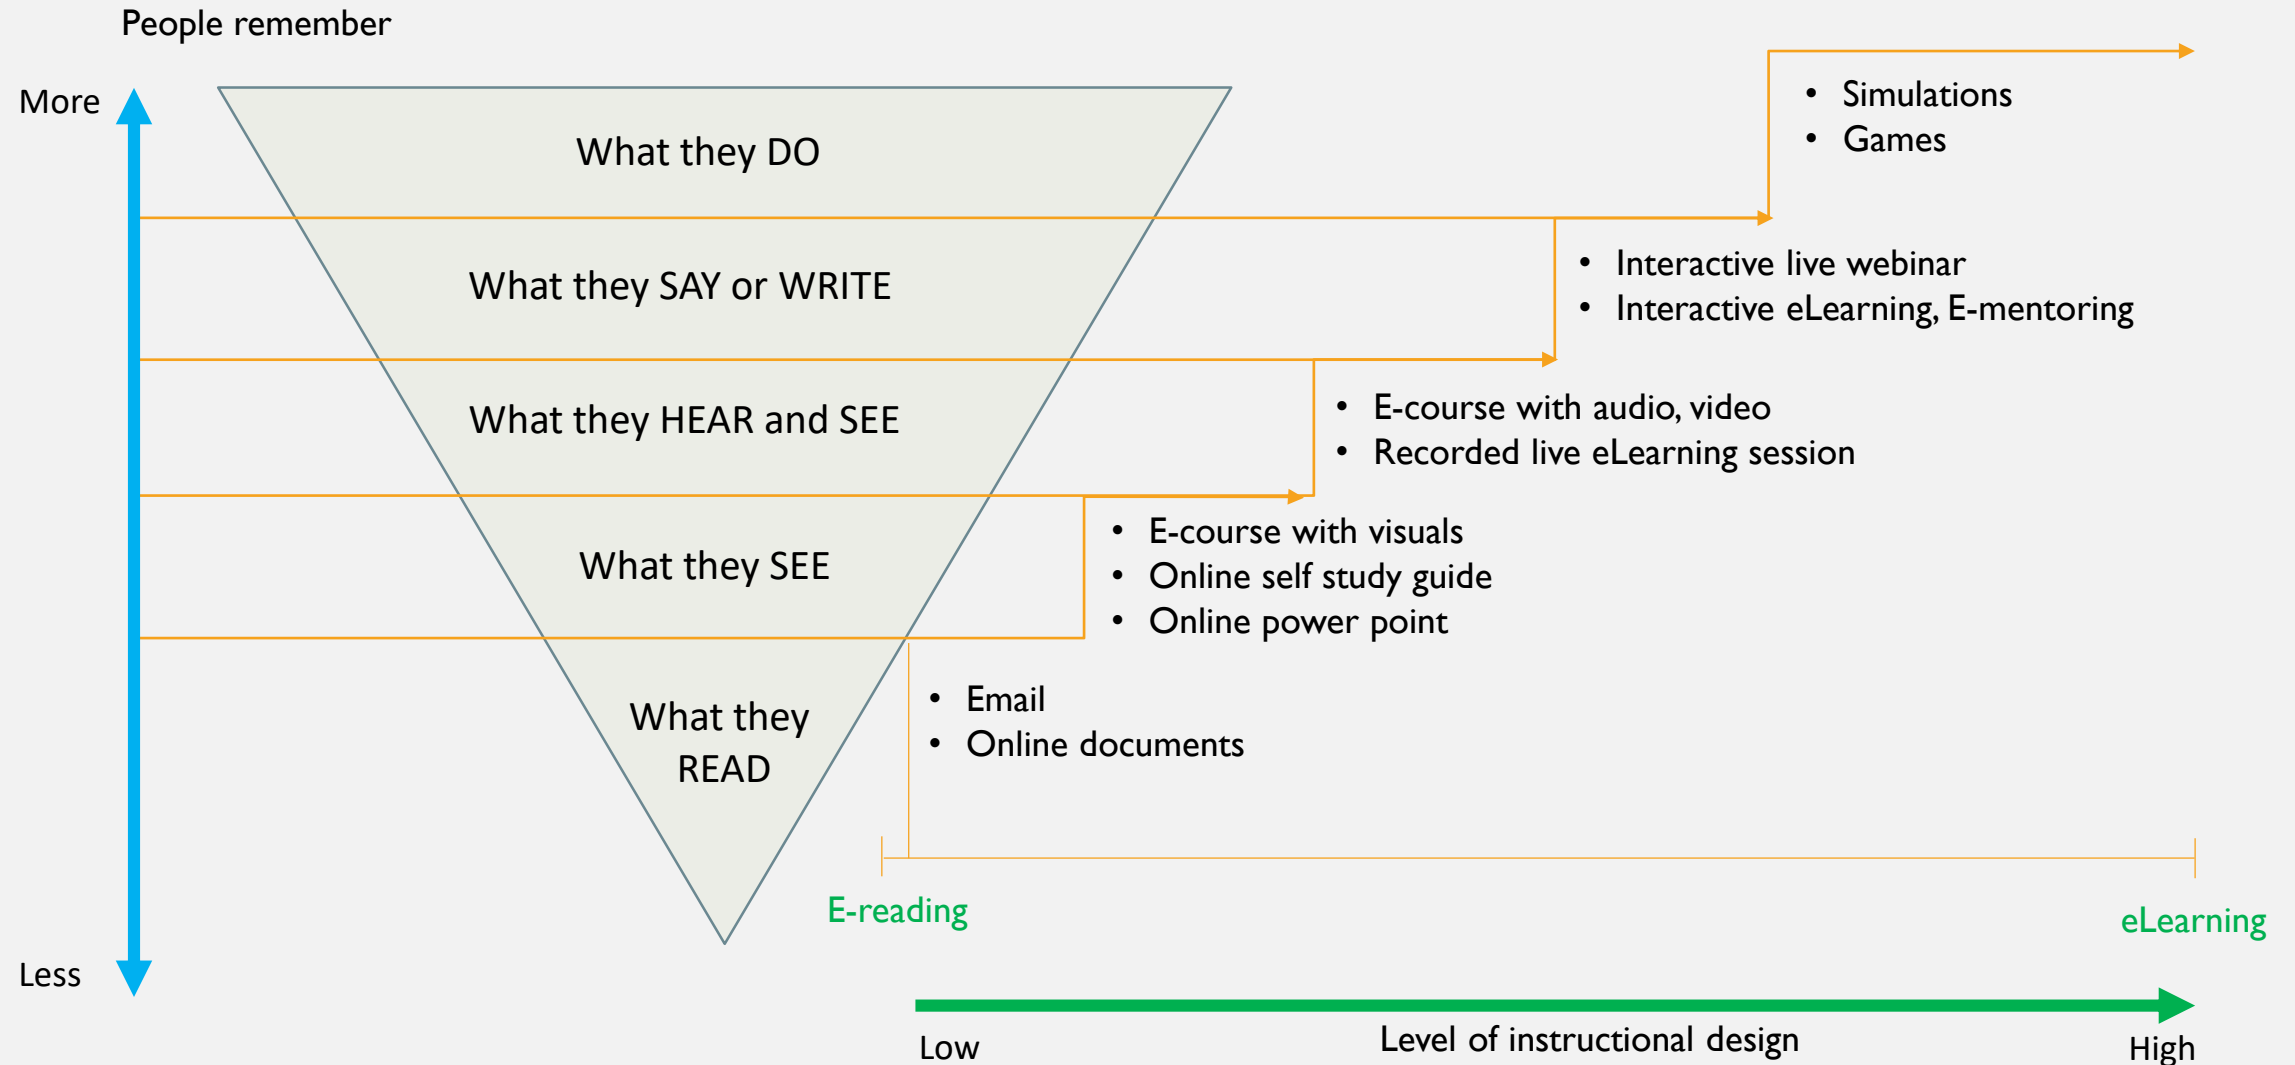 People remember
More
What they DO
• Simulations
• Games
What they SAY or WRITE
• Interactive live webinar
• Interactive eLearning, E-mentoring
What they HEAR and SEE
• E-course with audio, video
• Recorded live eLearning session
What they SEE
• E-course with visuals
• Online self study guide
• Online power point
What they
READ
• Email
• Online documents
E-reading
eLearning
Less
Low
Level of instructional design
High